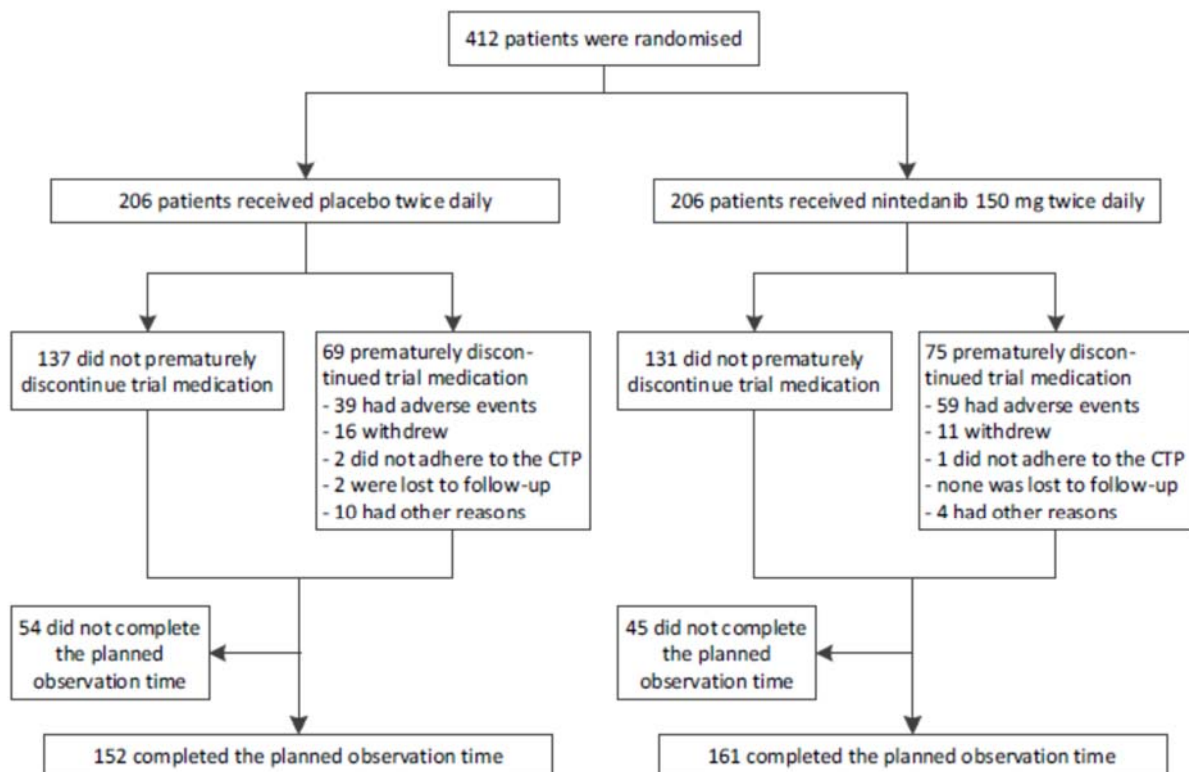 412 patients were randomised
206 patients received placebo twice daily
206 patients received nintedanib 150 mg twice daily
137 did not prematurely
discontinue trial medication
69 prematurely discon-
tinued trial medication
- 39 had adverse events
- 16 withdrew
- 2 did not adhere to the CTP
- 2 were lost to follow-up
- 10 had other reasons
131 did not prematurely
discontinue trial medication
75 prematurely discon-
tinued trial medication
- 59 had adverse events
- 11 withdrew
- 1 did not adhere to the CTP
- none was lost to follow-up
- 4 had other reasons
54 did not complete
the planned
observation time
45 did not complete
the planned
observation time
152 completed the planned observation time
161 completed the planned observation time